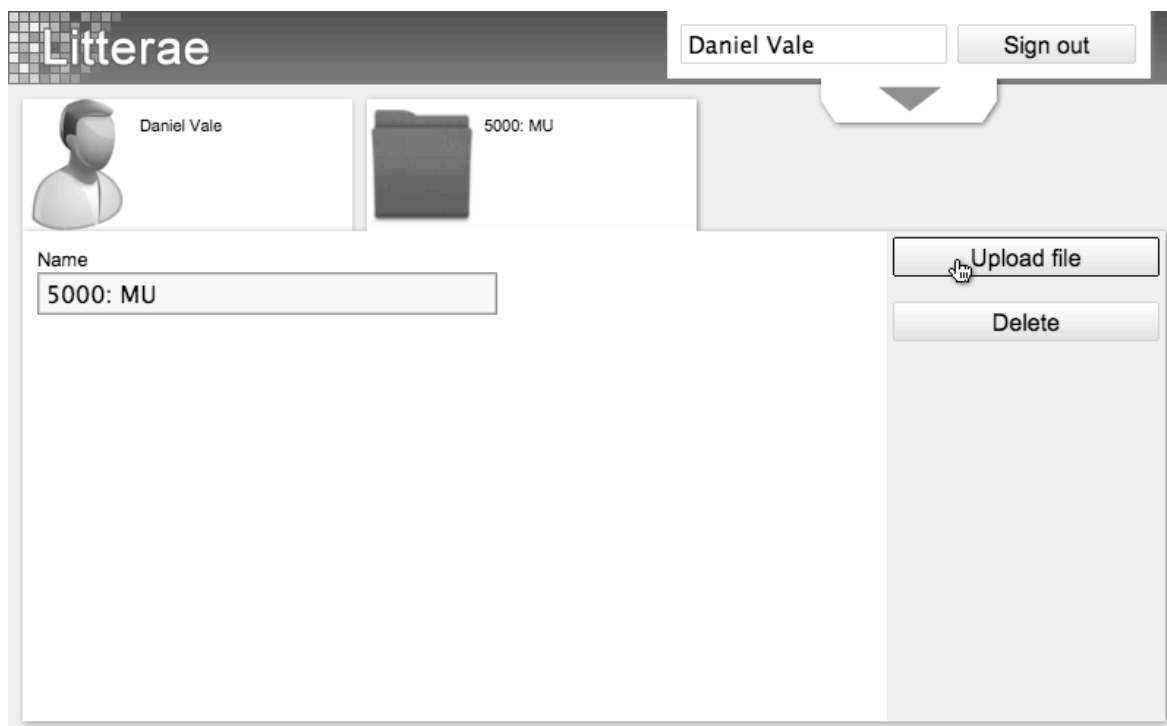 Litterae
Daniel Vale
Sign out
Daniel Vale
5000: MU
Name
5000: MU
Upload file
Delete